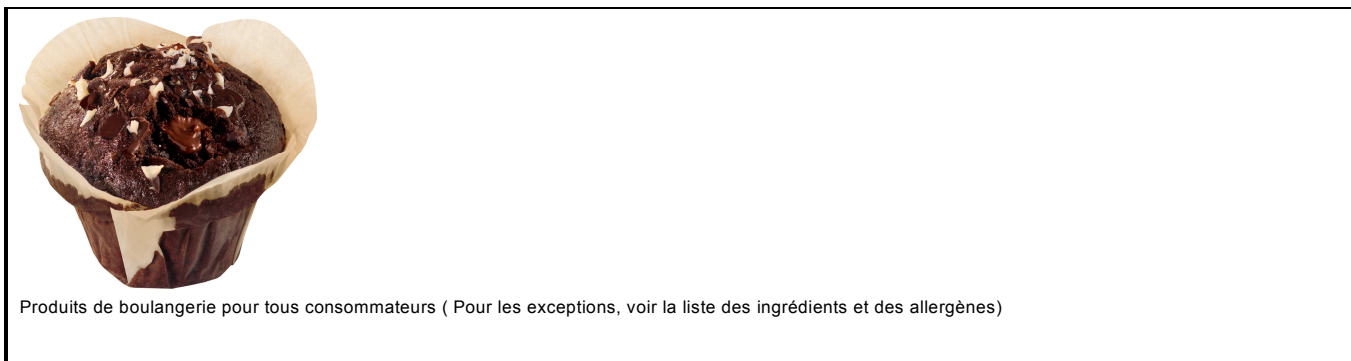 Produits de boulangerie pour tous consommateurs ( Pour les exceptions, voir la liste des ingrédients et des allergènes)